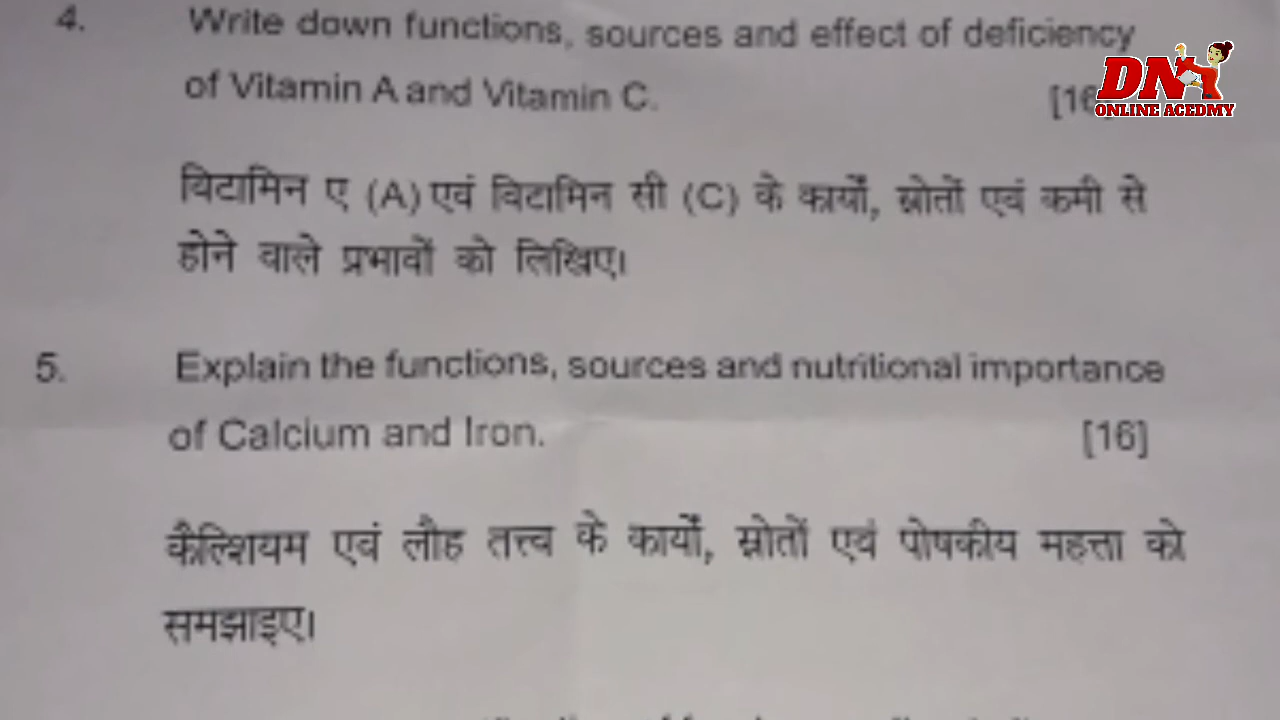 4. Write down functions, sources and effect of deficiency
of Vitamin A and Vitamin C. [16]
DN
ONLINE ACEDMY
विटामिन ए (A) एवं विटामिन सी (C) के कार्यों, स्रोतों एवं कमी से
होने वाले प्रभावों को लिखिए।
5. Explain the functions, sources and nutritional importance
of Calcium and Iron. [16]
कैल्शियम एवं लौह तत्त्व के कार्यों, स्रोतों एवं पोषकीय महत्ता को
समझाइए।